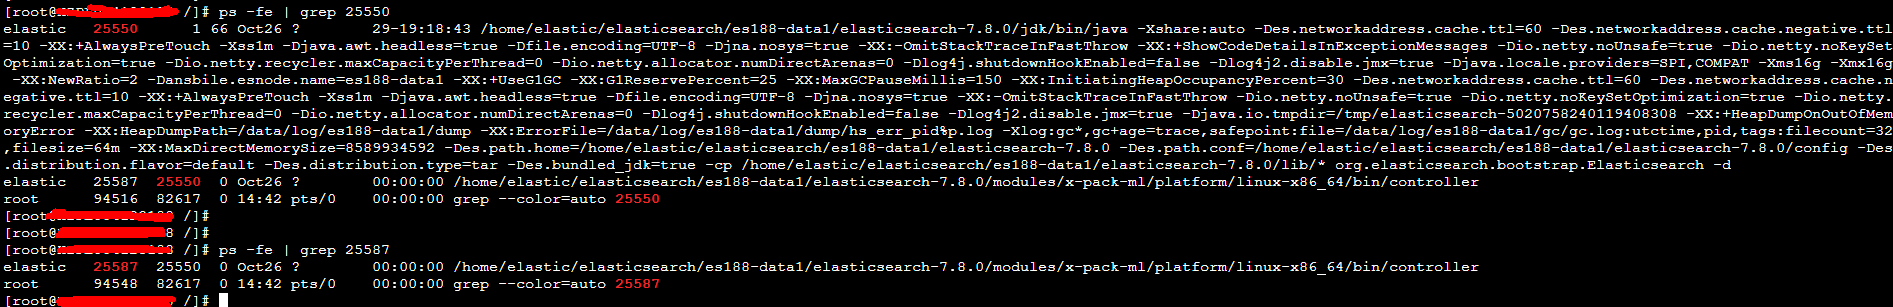 [root@ /]# ps -fe | grep 25550
elastic   25550      1 66 Oct26 ?        29-19:18:43 /home/elastic/elasticsearch/es188-data1/elasticsearch-7.8.0/jdk/bin/java -Xshare:auto -Des.networkaddress.cache.ttl=60 -Des.networkaddress.cache.negative.ttl
=10 -XX:+AlwaysPreTouch -Xss1m -Djava.awt.headless=true -Dfile.encoding=UTF-8 -Djna.nosys=true -XX:-OmitStackTraceInFastThrow -XX:+ShowCodeDetailsInExceptionMessages -Dio.netty.noUnsafe=true -Dio.netty.noKeySet
Optimization=true -Dio.netty.recycler.maxCapacityPerThread=0 -Dio.netty.allocator.numDirectArenas=0 -Dlog4j.shutdownHookEnabled=false -Dlog4j2.disable.jmx=true -Djava.locale.providers=SPI,COMPAT -Xms16g -Xmx16g
 -XX:NewRatio=2 -Dansbile.esnode.name=es188-data1 -XX:+UseG1GC -XX:G1ReservePercent=25 -XX:MaxGCPauseMillis=150 -XX:InitiatingHeapOccupancyPercent=30 -Des.networkaddress.cache.ttl=60 -Des.networkaddress.cache.n
egative.ttl=10 -XX:+AlwaysPreTouch -Xss1m -Djava.awt.headless=true -Dfile.encoding=UTF-8 -Djna.nosys=true -XX:-OmitStackTraceInFastThrow -Dio.netty.noUnsafe=true -Dio.netty.noKeySetOptimization=true -Dio.netty.
recycler.maxCapacityPerThread=0 -Dio.netty.allocator.numDirectArenas=0 -Dlog4j.shutdownHookEnabled=false -Dlog4j2.disable.jmx=true -Djava.io.tmpdir=/tmp/elasticsearch-5020758240119408308 -XX:+HeapDumpOnOutOfMem
oryError -XX:HeapDumpPath=/data/log/es188-data1/dump -XX:ErrorFile=/data/log/es188-data1/dump/hs_err_pid%p.log -Xlog:gc*,gc+age=trace,safepoint:file=/data/log/es188-data1/gc/gc.log:utctime,pid,tags:filecount=32
,filesize=64m -XX:MaxDirectMemorySize=8589934592 -Des.path.home=/home/elastic/elasticsearch/es188-data1/elasticsearch-7.8.0 -Des.path.conf=/home/elastic/elasticsearch/es188-data1/elasticsearch-7.8.0/config -Des
.distribution.flavor=default -Des.distribution.type=tar -Des.bundled_jdk=true -cp /home/elastic/elasticsearch/es188-data1/elasticsearch-7.8.0/lib/* org.elasticsearch.bootstrap.Elasticsearch -d
elastic   25587  25550  0 Oct26 ?        00:00:00 /home/elastic/elasticsearch/es188-data1/elasticsearch-7.8.0/modules/x-pack-ml/platform/linux-x86_64/bin/controller
root      94516  82617  0 14:42 pts/0    00:00:00 grep --color=auto 25550
[root@ /]#
[root@ 8 /]#
[root@ /]# ps -fe | grep 25587
elastic   25587  25550  0 Oct26 ?        00:00:00 /home/elastic/elasticsearch/es188-data1/elasticsearch-7.8.0/modules/x-pack-ml/platform/linux-x86_64/bin/controller
root      94548  82617  0 14:42 pts/0    00:00:00 grep --color=auto 25587
[root@ /]#